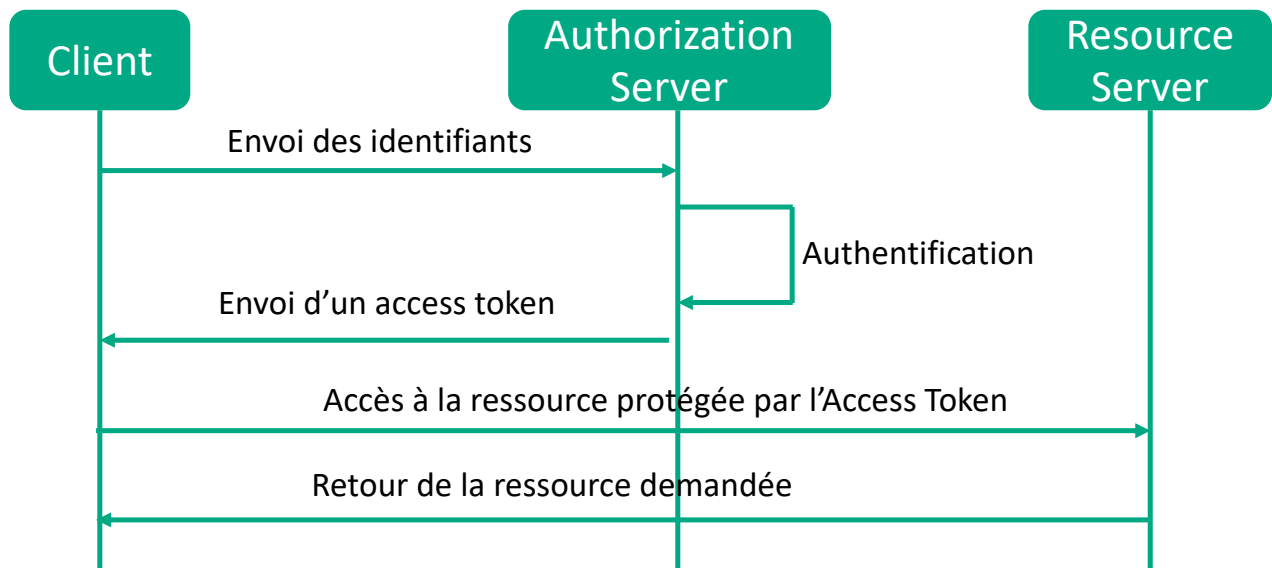 Client
Authorization
Server
Resource
Server
Envoi des identifiants
Authentification
Envoi d’un access token
Accès à la ressource protégée par l’Access Token
Retour de la ressource demandée